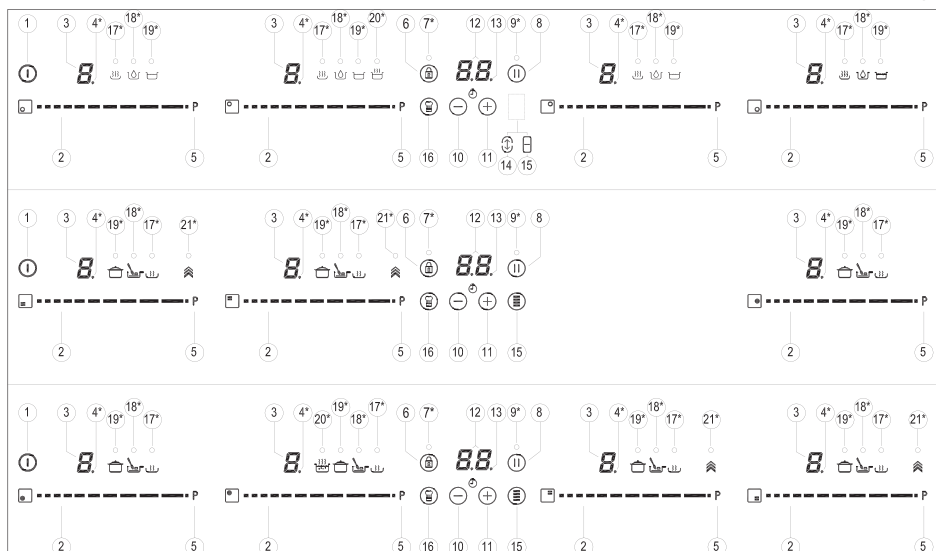 18* 18* 20* 18* 18*
1 3 4* 17* 19* 3 4* 17* 19* 6 7* 12 13 9* 8 3 4* 17* 19* 3 4* 17* 19*
8. 8. 8.8. 8. 8.
P P P P
2 5 2 5 16 10 11 14 15 2 5 2 5
18* 18* 18*
1 3 4* 19* 17* 21* 3 4* 19* 17* 21* 6 7* 12 13 9* 8 3 4* 19* 17*
8. 8. 8.8. 8.
P P P
2 5 2 5 16 10 11 15 2 5
18* 19* 17* 18* 18*
1 3 4* 19* 17* 3 4* 20* 18* 6 7* 12 13 9* 8 3 4* 19* 17* 21* 3 4* 19* 17* 21*
8. 8. 8.8. 8. 8.
P P P P
2 5 2 5 16 10 11 15 2 5 2 5